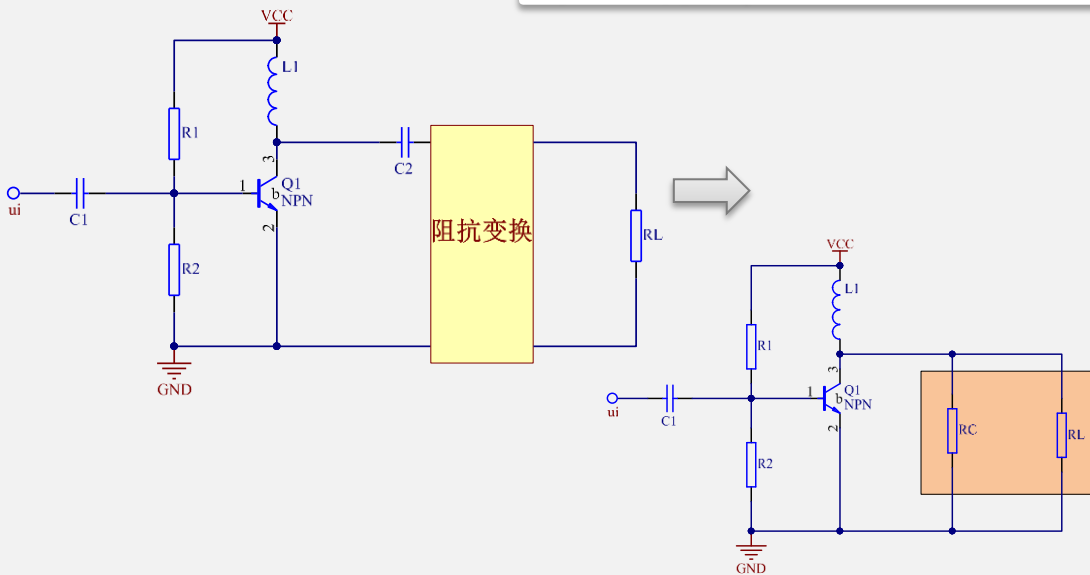 VCC
L1
R1
3
1
b
Q1
NPN
2
ui
C1
R2
GND
C2
阻抗变换
RL
VCC
L1
R1
3
1
b
Q1
NPN
2
ui
C1
R2
RC
RL
GND